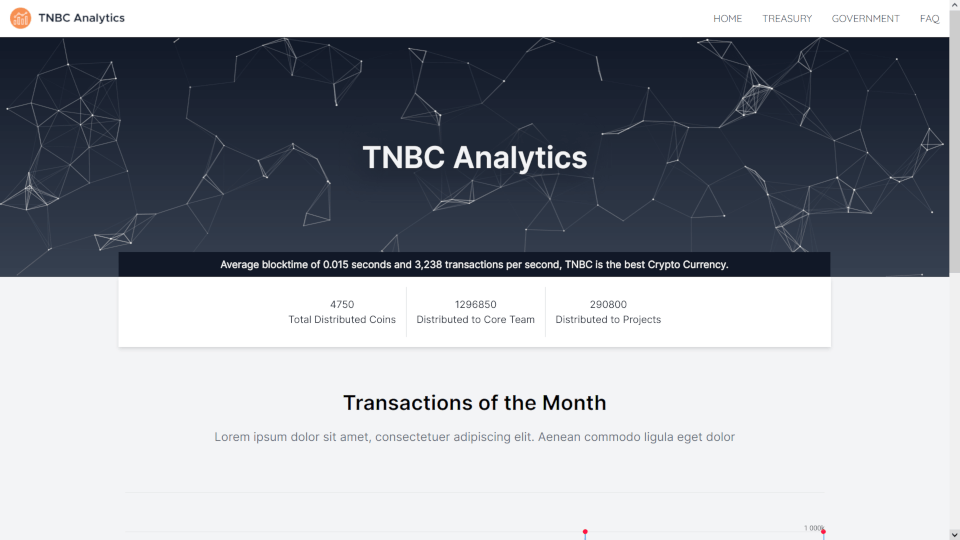 TNBC Analytics
HOME TREASURY GOVERNMENT FAQ
TNBC Analytics
Average blocktime of 0.015 seconds and 3,238 transactions per second, TNBC is the best Crypto Currency.
4750 1296850 290800
Total Distributed Coins Distributed to Core Team Distributed to Projects
Transactions of the Month
Lorem ipsum dolor sit amet, consectetuer adipiscing elit. Aenean commodo ligula eget dolor
1 000k